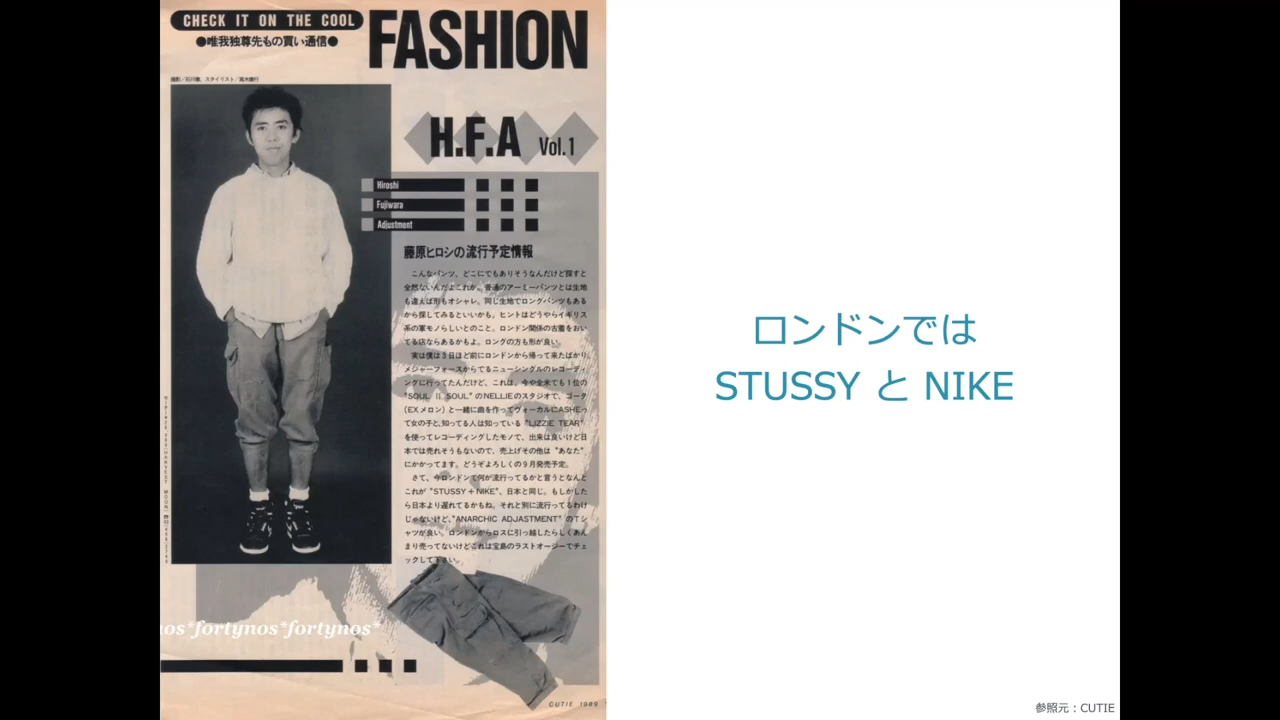 CHECK IT ON THE COOL
●唯我独尊先もの買い通信●
FASHION
H.F.A Vol.1
Hiroshi
Fujiwara
Adjustment
藤原ヒロシの流行予定情報
こんなパンツ、どこにでもありそうなんだけど探すと
全然ないんだよこれが。普通のアーミーパンツとは生地
も違えば形もオシャレ。同じ生地でロングパンツもある
から探してみるといいかも。ヒントはどうやらイギリス
系の軍モノらしいとのこと。ロンドン関係の古着をおい
てる店ならあるかもよ。ロングの方も形が良い。
実は僕は3日ほど前にロンドンから帰って来たばかり
メジャーフォースからでるニューシングルのレコーディ
ングに行ってたんだけど、これは、今や全米でも1位の
"SOUL II SOUL"のNELLIEのスタジオで、コーダ
(EXメロン)と一緒に曲を作ってヴォーカルにASHEっ
て女の子と、知ってる人は知っている"LIZZIE TEAR"
を使ってレコーディングしたモノで、出来は良いけど日
本では売れそうもないので、売上げその他は"あなた"
にかかってます。どうぞよろしくの9月発売予定。
さて、今ロンドンで何が流行ってるかと言うとなんと
これが"STUSSY+NIKE"、日本と同じ。もしかした
ら日本より遅れてるかもね。それと別に流行ってるわけ
じゃないけど、"ANARCHIC ADJASTMENT"のTシ
ャツが良い。ロンドンからロスに引っ越したらしくあん
まり売ってないけどこれは宝島のラストオージーでチェ
ックして下さい。
nos*fortynos*fortynos*
CUTIE 1989
ロンドンでは
STUSSY と NIKE
参照元：CUTIE